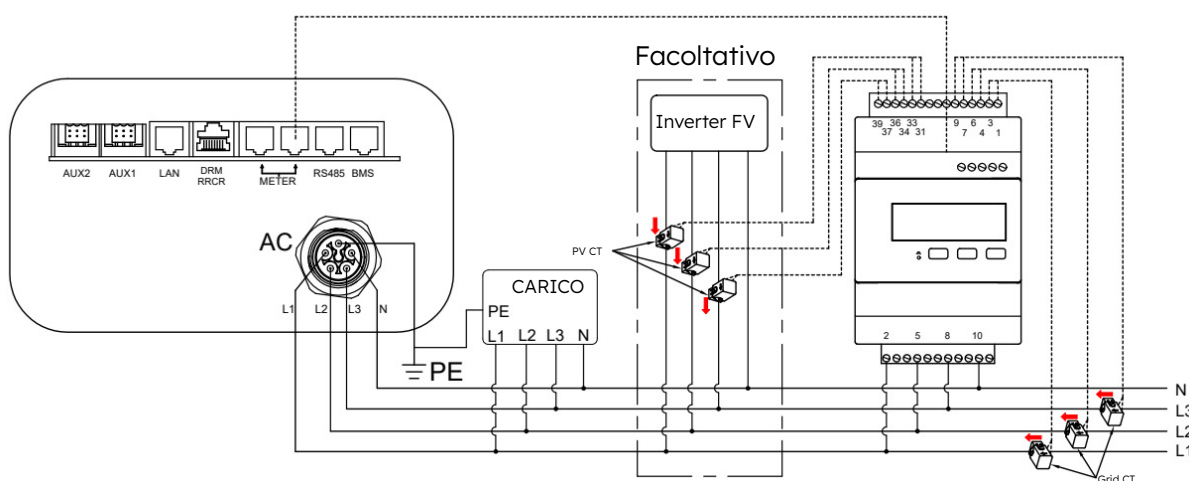 Facoltativo
Inverter FV
39 36 33 9 6 3
37 34 31 7 4 1
AUX2 AUX1 LAN DRM RRCR METER RS485 BMS
AC
PV CT
L1 L2 L3 N
CARICO
PE
L1 L2 L3 N
PE
2 5 8 10
N
L3
L2
L1
Grid CT